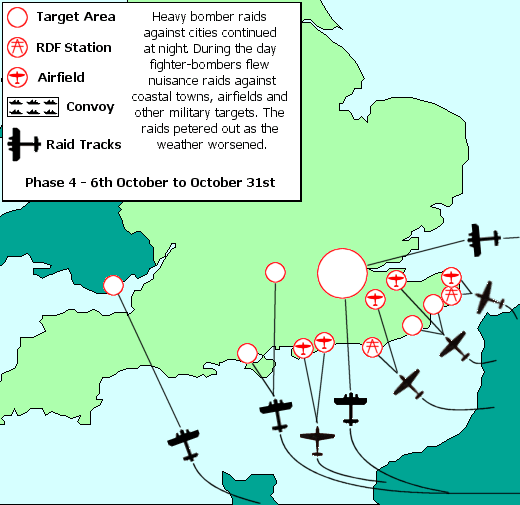 Target Area
RDF Station
Airfield
Convoy
Raid Tracks
Heavy bomber raids
against cities continued
at night. During the day
fighter-bombers flew
nuisance raids against
coastal towns, airfields and
other military targets. The
raids petered out as the
weather worsened.
Phase 4 - 6th October to October 31st